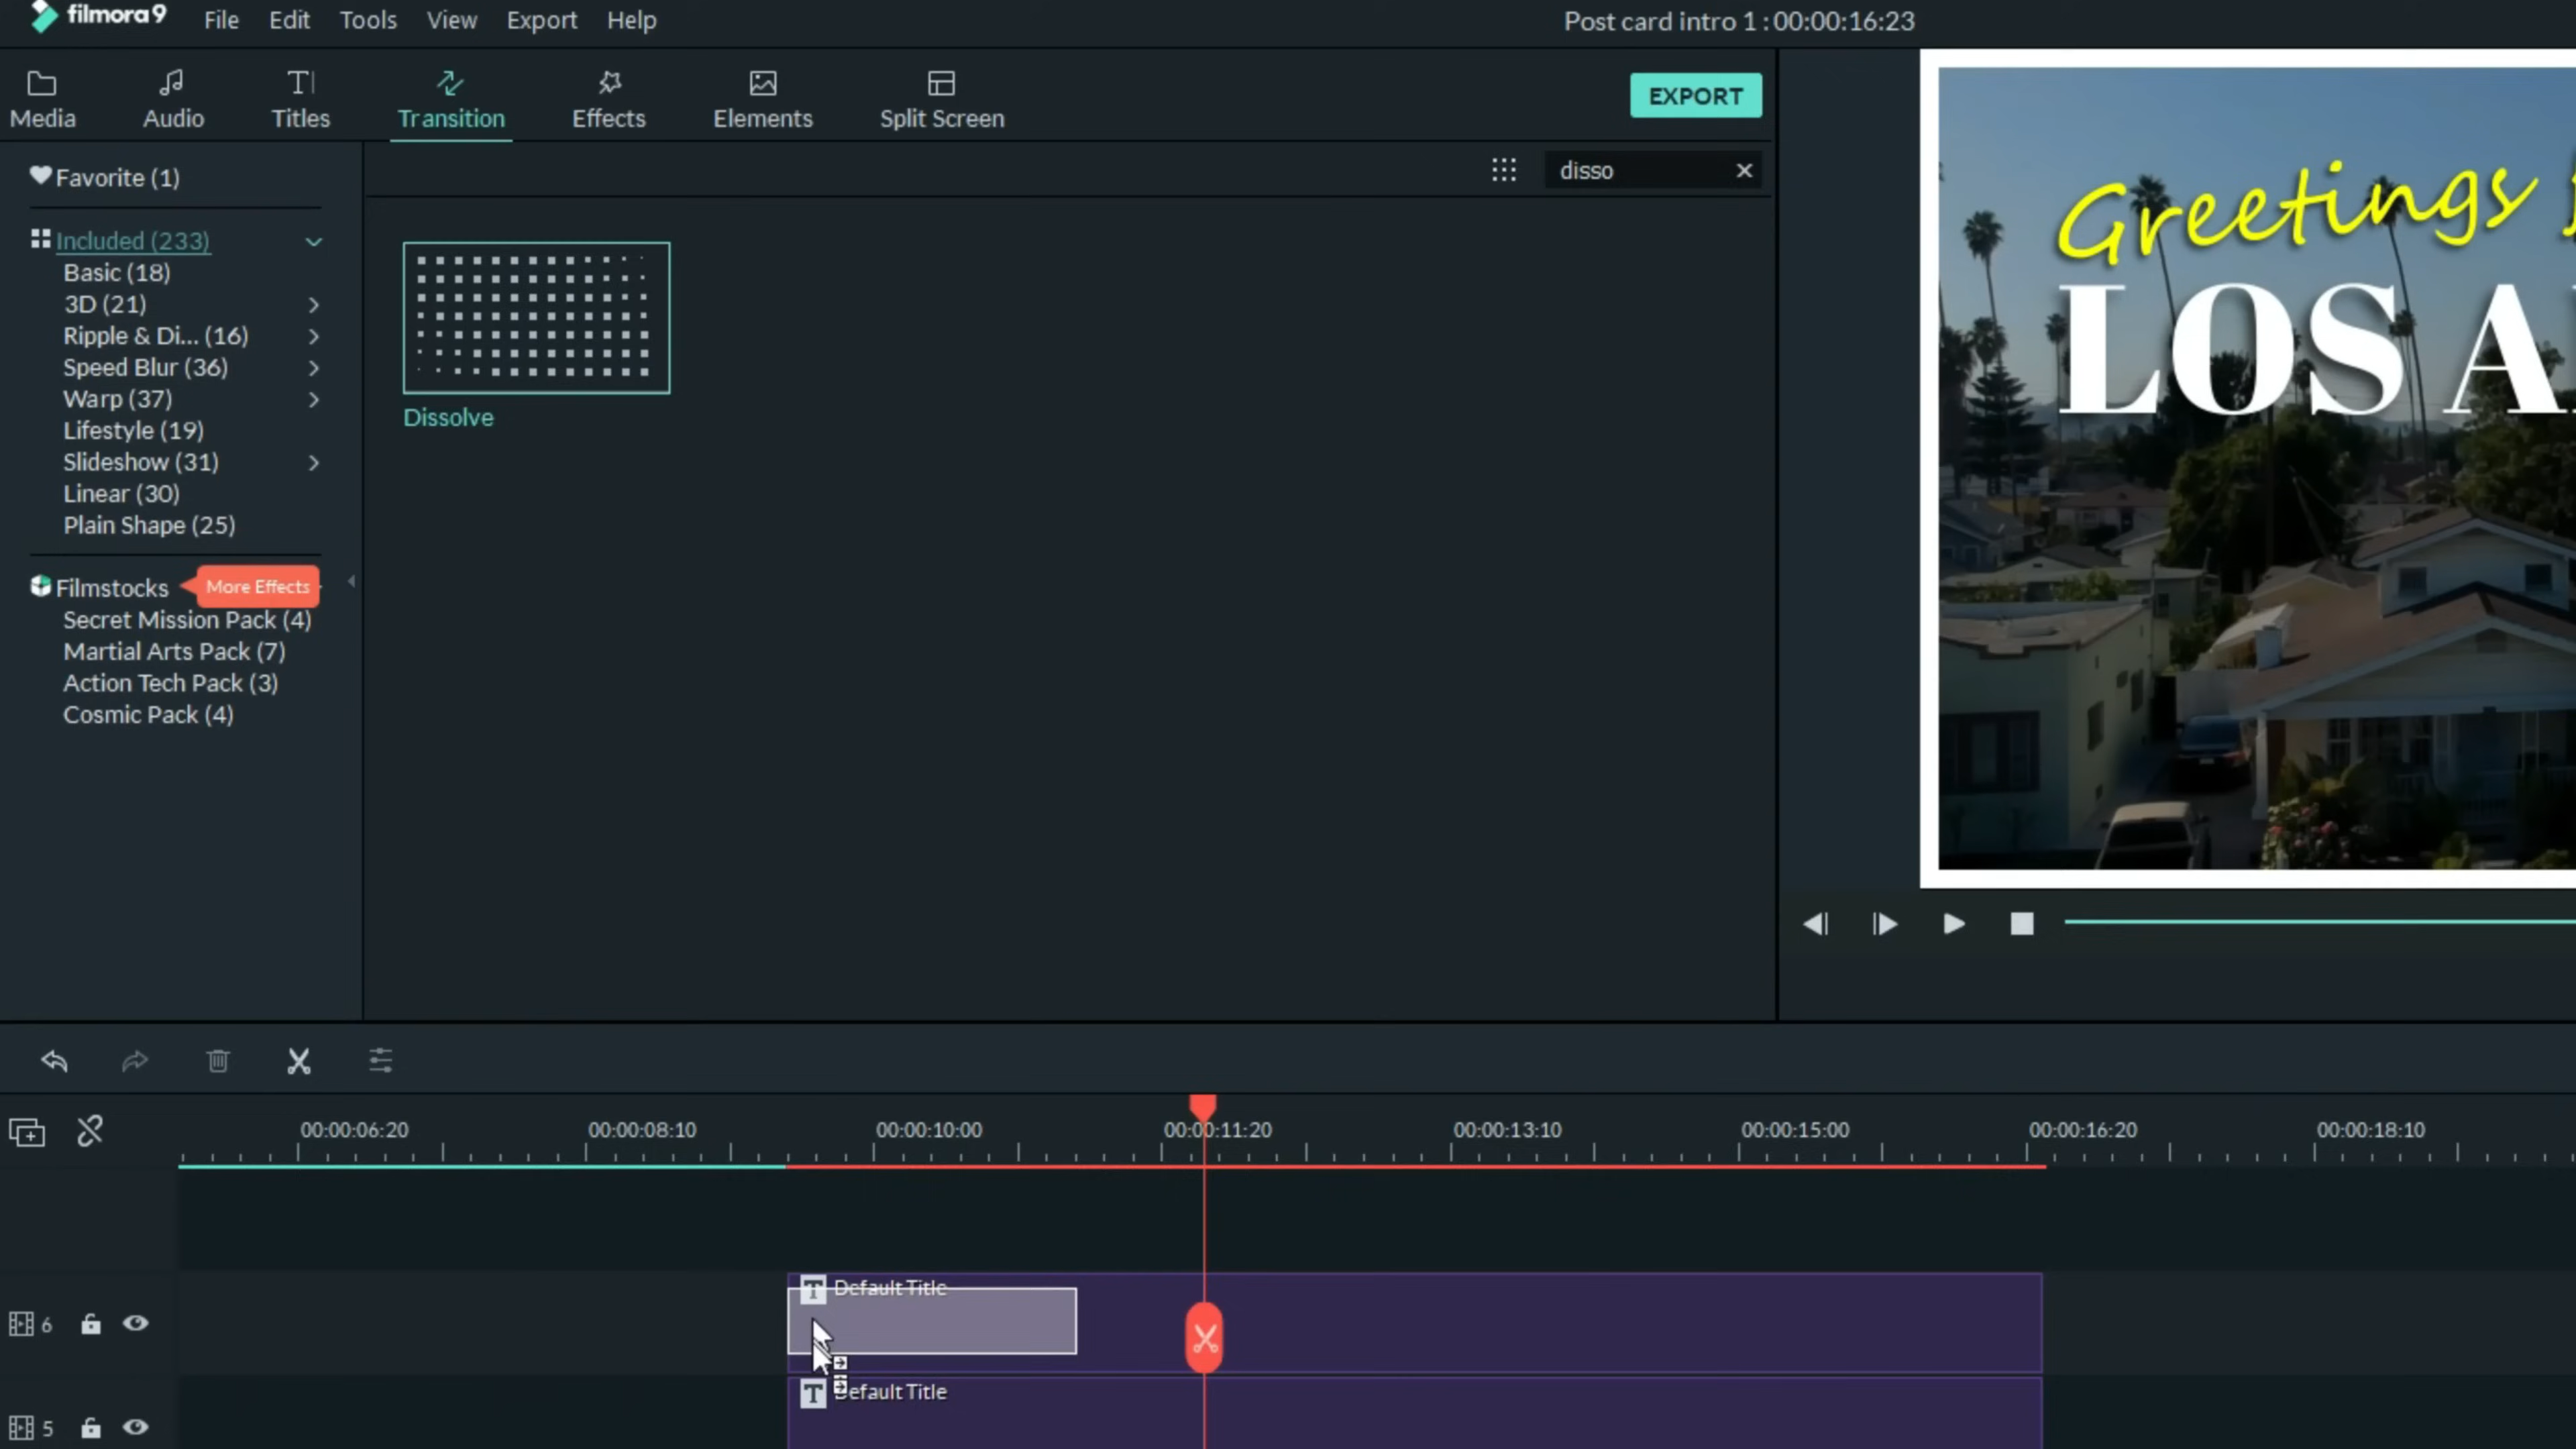 filmora9 File Edit Tools View Export Help Post card intro 1 : 00:00:16:23
Media Audio Titles Transition Effects Elements Split Screen EXPORT
Favorite (1)
disso
Included (233)
Basic (18)
3D (21)
Ripple & Di... (16)
Speed Blur (36)
Warp (37)
Lifestyle (19)
Slideshow (31)
Linear (30)
Plain Shape (25)
Filmstocks More Effects
Secret Mission Pack (4)
Martial Arts Pack (7)
Action Tech Pack (3)
Cosmic Pack (4)
Dissolve
Greetings
LOS
00:00:06:20 00:00:08:10 00:00:10:00 00:00:11:20 00:00:13:10 00:00:15:00 00:00:16:20 00:00:18:10
Default Title
6
Default Title
5